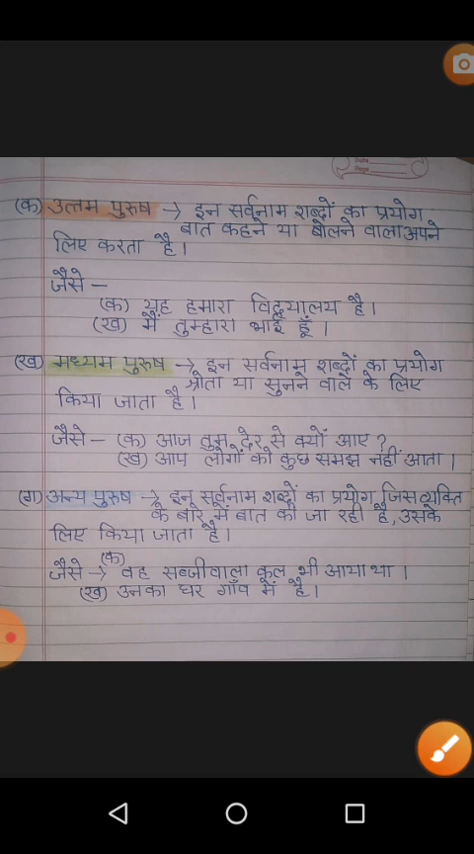 (क) उत्तम पुरुष → इन सर्वनाम शब्दों का प्रयोग
बात कहने या बोलने वाला अपने
लिए करता है।
जैसे –
(क) यह हमारा विद्यालय है।
(ख) मैं तुम्हारा भाई हूँ।
(ख) मध्यम पुरुष → इन सर्वनाम शब्दों का प्रयोग
श्रोता या सुनने वाले के लिए
किया जाता है।
जैसे – (क) आज तुम देर से क्यों आए?
(ख) आप लोगों को कुछ समझ नहीं आता।
(ग) अन्य पुरुष → इन सर्वनाम शब्दों का प्रयोग जिस व्यक्ति
के बारे में बात की जा रही है, उसके
लिए किया जाता है।
जैसे → (क) वह सब्जीवाला कल भी आया था।
(ख) उनका घर गाँव में है।